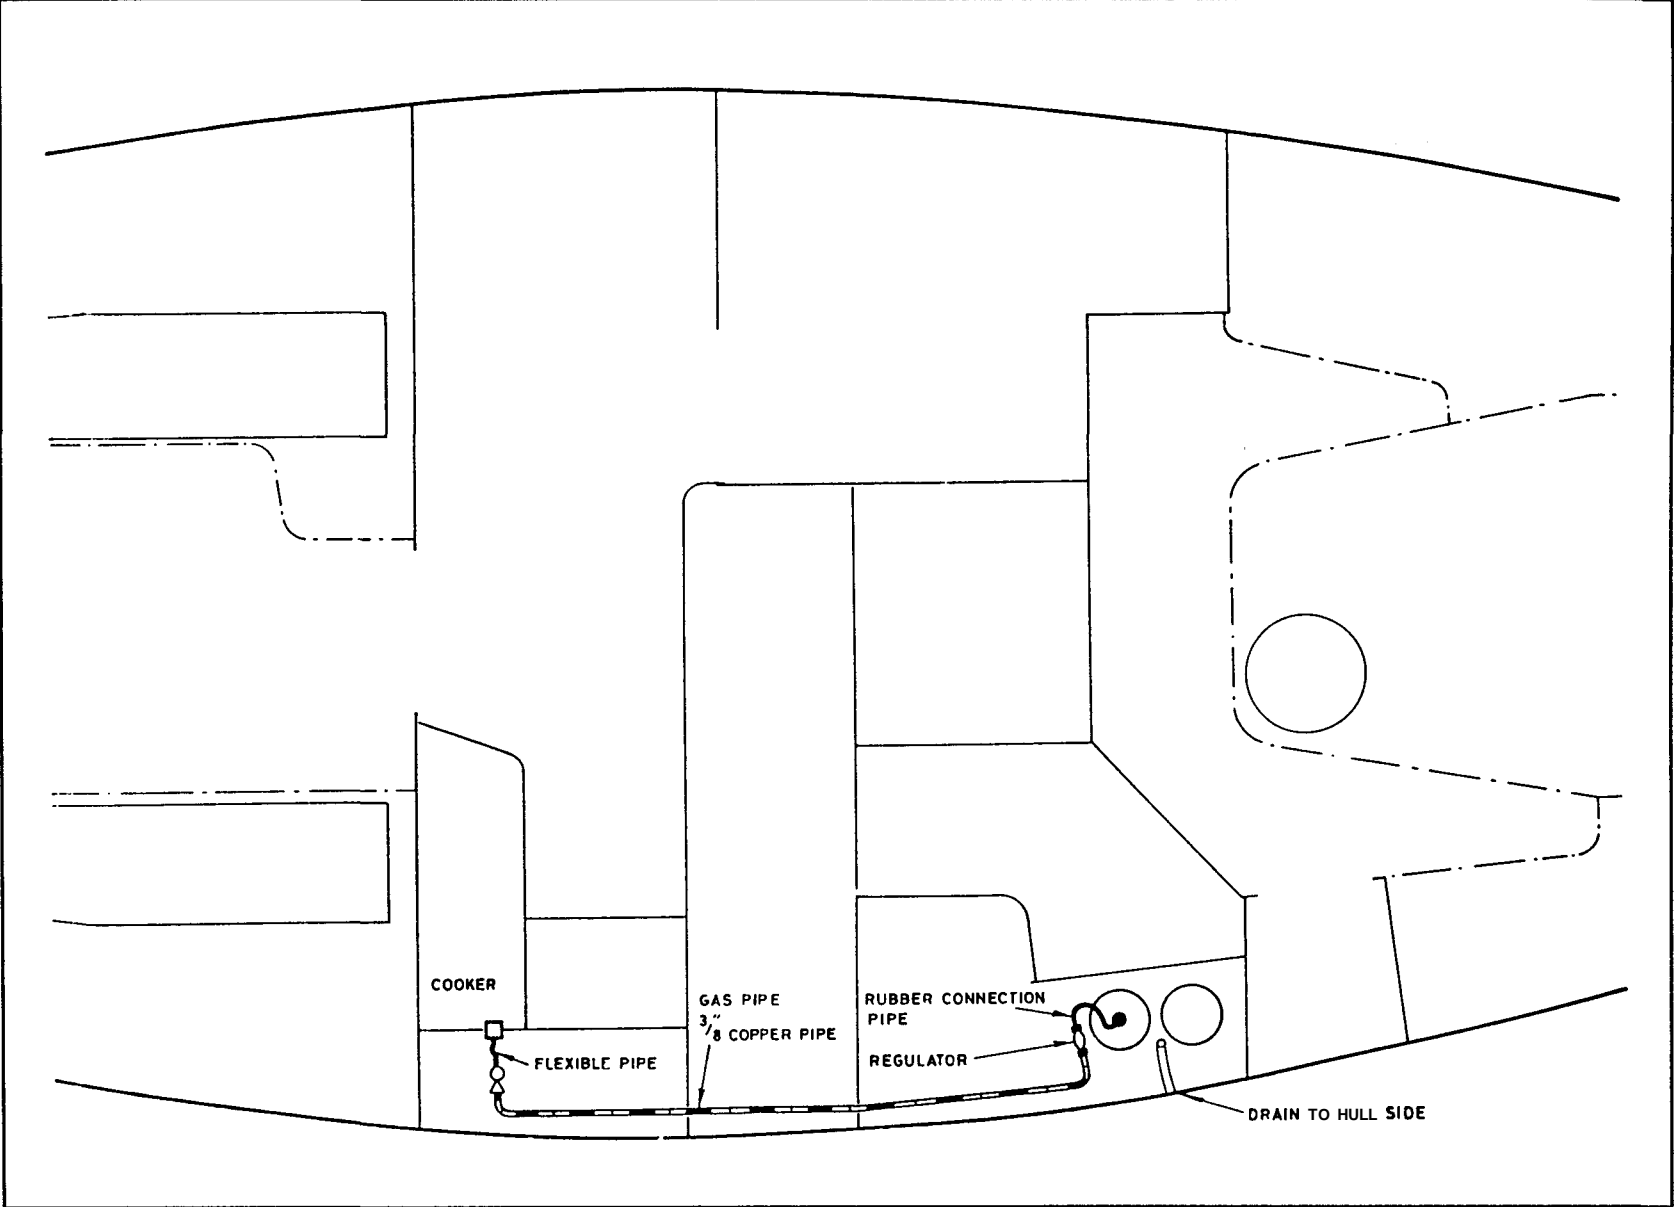 COOKER
FLEXIBLE PIPE
GAS PIPE
3/8" COPPER PIPE
RUBBER CONNECTION
PIPE
REGULATOR
DRAIN TO HULL SIDE